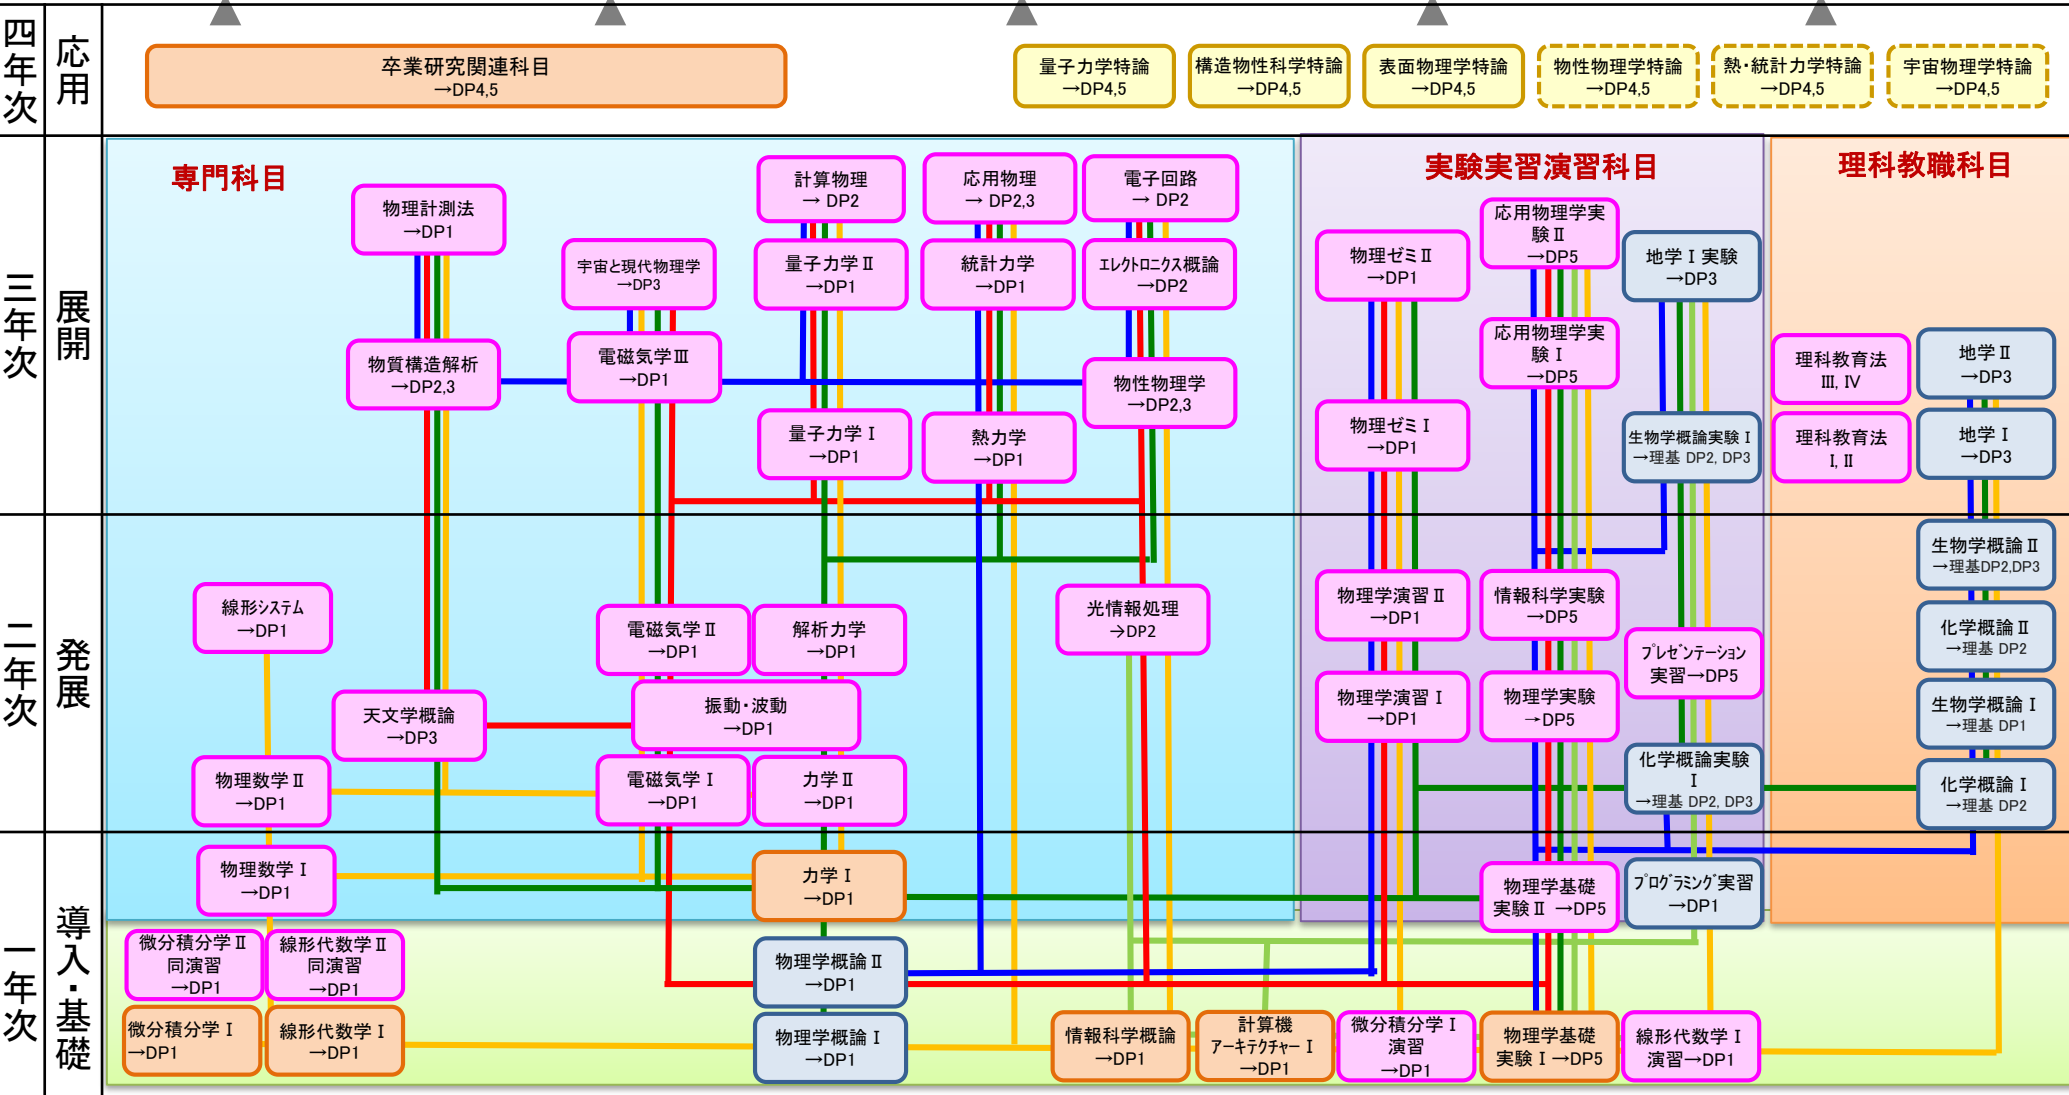 四年次
応用
卒業研究関連科目
→DP4,5
量子力学特論
→DP4,5
構造物性科学特論
→DP4,5
表面物理学特論
→DP4,5
物性物理学特論
→DP4,5
熱・統計力学特論
→DP4,5
宇宙物理学特論
→DP4,5
三年次
展開
専門科目
実験実習演習科目
理科教職科目
物理計測法
→DP1
宇宙と現代物理学
→DP3
計算物理
→ DP2
応用物理
→ DP2,3
電子回路
→ DP2
量子力学Ⅱ
→DP1
統計力学
→DP1
エレクトロニクス概論
→DP2
物質構造解析
→DP2,3
電磁気学Ⅲ
→DP1
物性物理学
→DP2,3
量子力学Ⅰ
→DP1
熱力学
→DP1
物理ゼミⅡ
→DP1
応用物理学実
験Ⅱ
→DP5
地学Ⅰ実験
→DP3
応用物理学実
験Ⅰ
→DP5
物理ゼミⅠ
→DP1
生物学概論実験Ⅰ
→理基 DP2, DP3
理科教育法
III, IV
地学Ⅱ
→DP3
理科教育法
I, II
地学Ⅰ
→DP3
二年次
発展
線形システム
→DP1
電磁気学Ⅱ
→DP1
解析力学
→DP1
光情報処理
→DP2
天文学概論
→DP3
振動・波動
→DP1
物理数学Ⅱ
→DP1
電磁気学Ⅰ
→DP1
力学Ⅱ
→DP1
物理学演習Ⅱ
→DP1
情報科学実験
→DP5
プレゼンテーション
実習→DP5
物理学演習Ⅰ
→DP1
物理学実験
→DP5
化学概論実験
Ⅰ
→理基 DP2, DP3
生物学概論Ⅱ
→理基DP2,DP3
化学概論Ⅱ
→理基 DP2
生物学概論Ⅰ
→理基 DP1
化学概論Ⅰ
→理基 DP2
一年次
導入・基礎
物理数学Ⅰ
→DP1
力学Ⅰ
→DP1
物理学基礎
実験Ⅱ →DP5
プログラミング実習
→DP1
微分積分学Ⅱ
同演習
→DP1
線形代数学Ⅱ
同演習
→DP1
物理学概論Ⅱ
→DP1
微分積分学Ⅰ
→DP1
線形代数学Ⅰ
→DP1
物理学概論Ⅰ
→DP1
情報科学概論
→DP1
計算機
アーキテクチャーⅠ
→DP1
微分積分学Ⅰ
演習
→DP1
物理学基礎
実験Ⅰ→DP5
線形代数学Ⅰ
演習→DP1